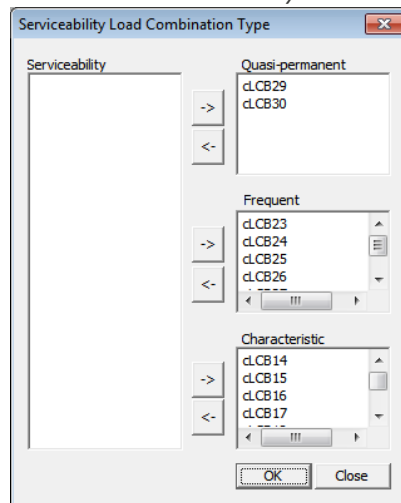 Serviceability Load Combination Type
Serviceability
Quasi-permanent
cLCB29
cLCB30
->
<-
Frequent
cLCB23
cLCB24
cLCB25
cLCB26
->
<-
Characteristic
cLCB14
cLCB15
cLCB16
cLCB17
->
<-
OK
Close